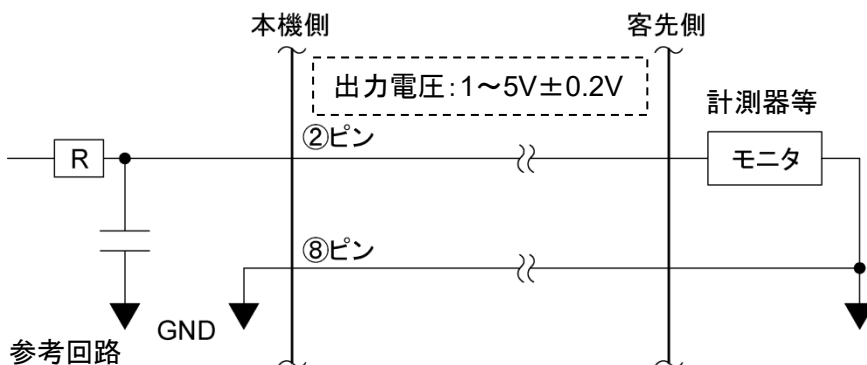 本機側
客先側
出力電圧：1～5V±0.2V
計測器等
②ピン
R
モニタ
⑧ピン
GND
参考回路